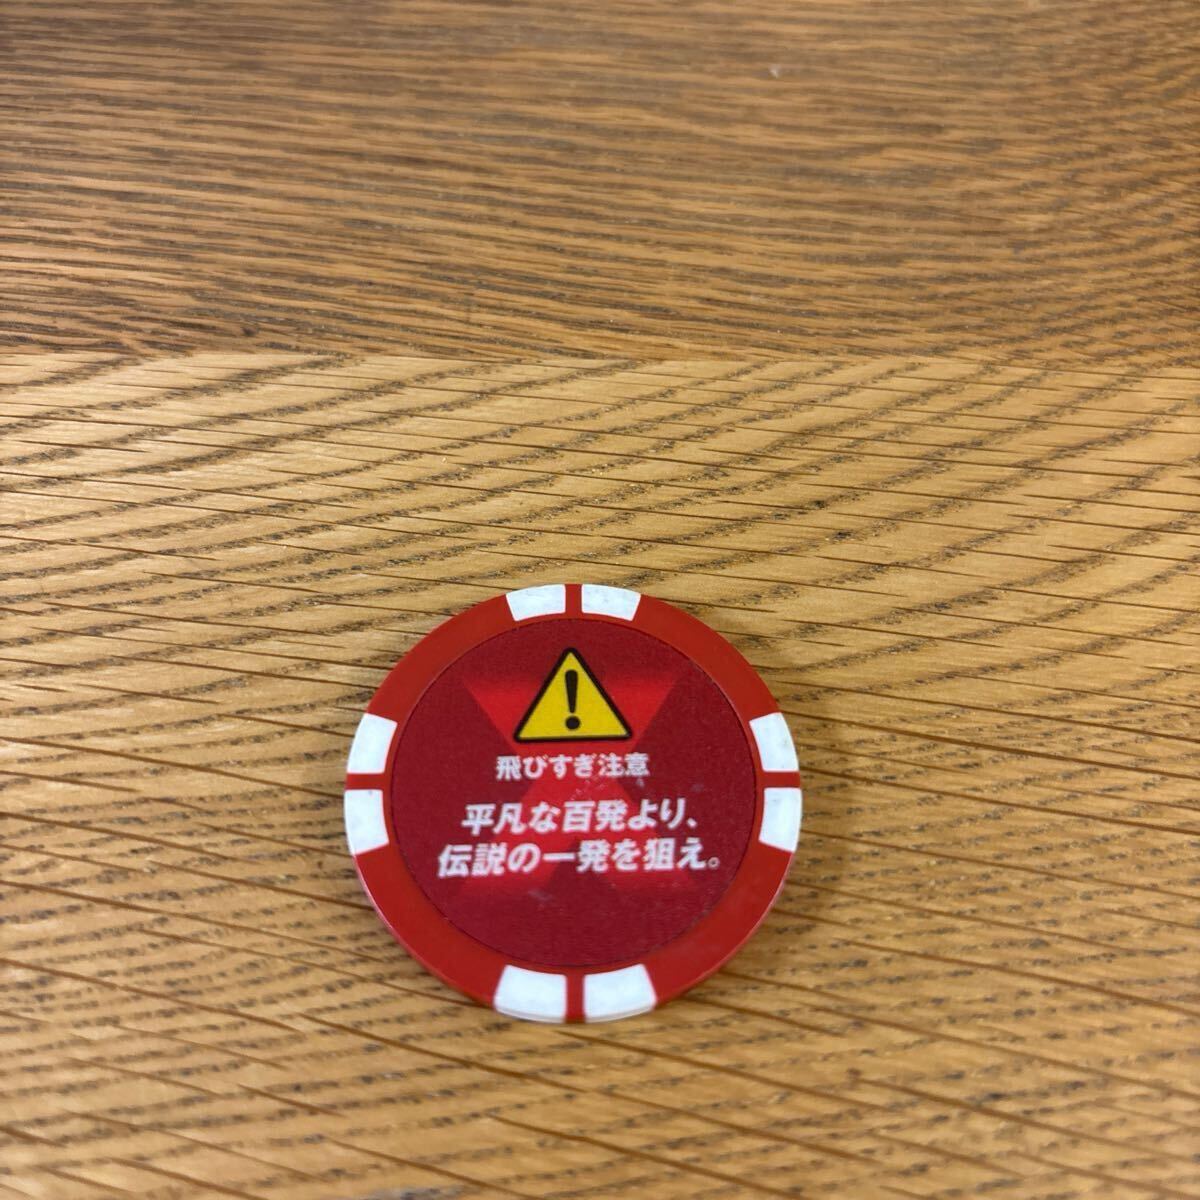 飛びすぎ注意
平凡な百発より、
伝説の一発を狙え。